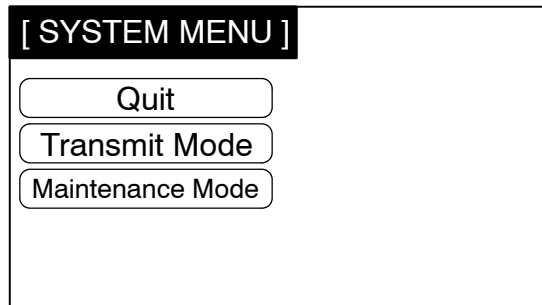 [ SYSTEM MENU ]
Quit
Transmit Mode
Maintenance Mode